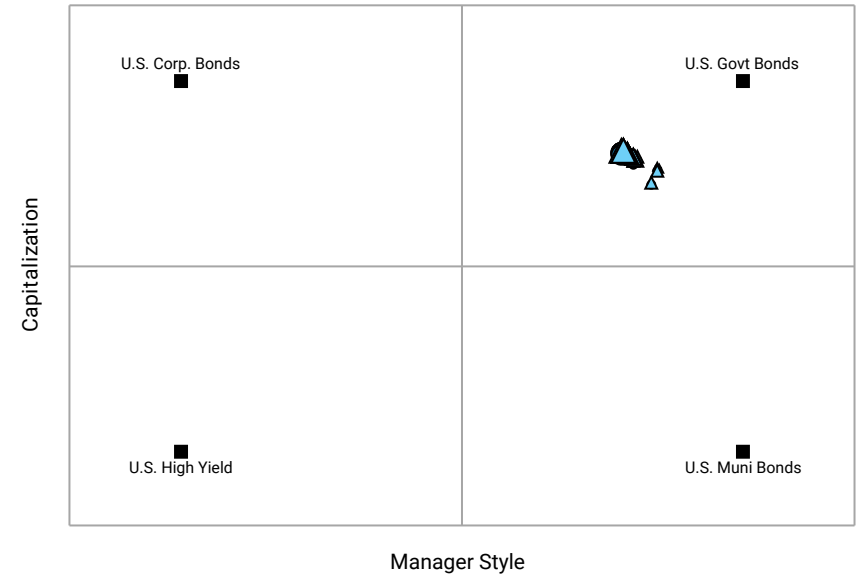 U.S. Corp. Bonds
U.S. Govt Bonds
Capitalization
U.S. High Yield
U.S. Muni Bonds
Manager Style